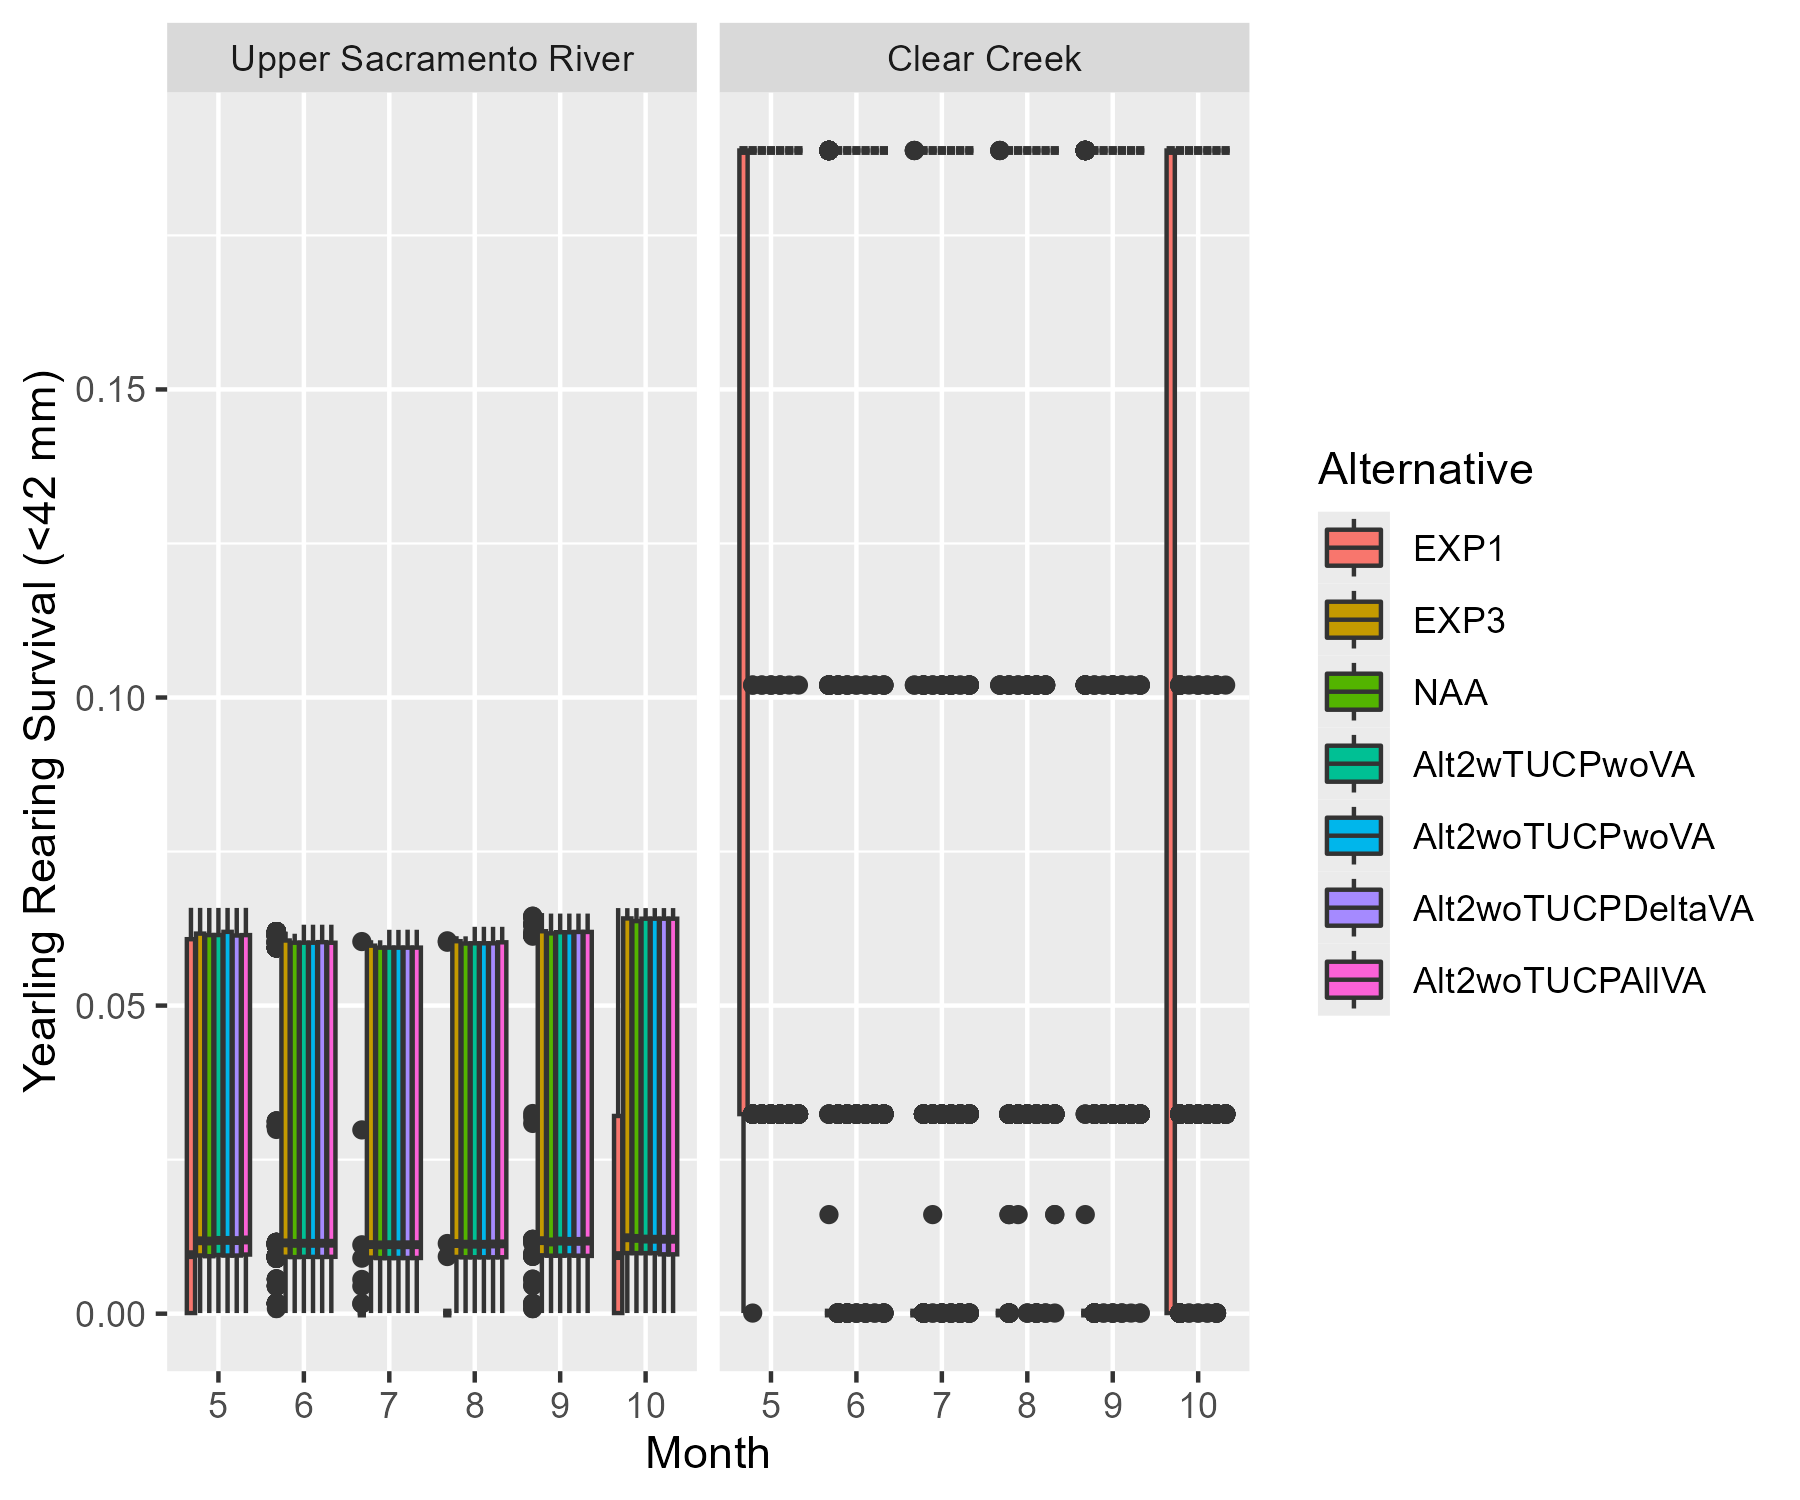 Upper Sacramento River
Clear Creek
Yearling Rearing Survival (<42 mm)
0.15
0.10
0.05
0.00
5 6 7 8 9 10
5 6 7 8 9 10
Month
Alternative
EXP1
EXP3
NAA
Alt2wTUCPwoVA
Alt2woTUCPwoVA
Alt2woTUCPDeltaVA
Alt2woTUCPAllVA